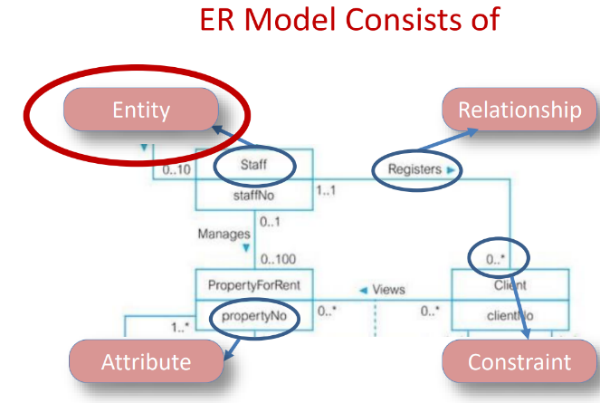 ER Model Consists of
Entity
Relationship
0..10
Staff
Registers ►
staffNo
1..1
0..1
Manages
▼
0..100
0..*
PropertyForRent
◄ Views
Client
propertyNo
0..*
0..*
clientNo
1..*
Attribute
Constraint